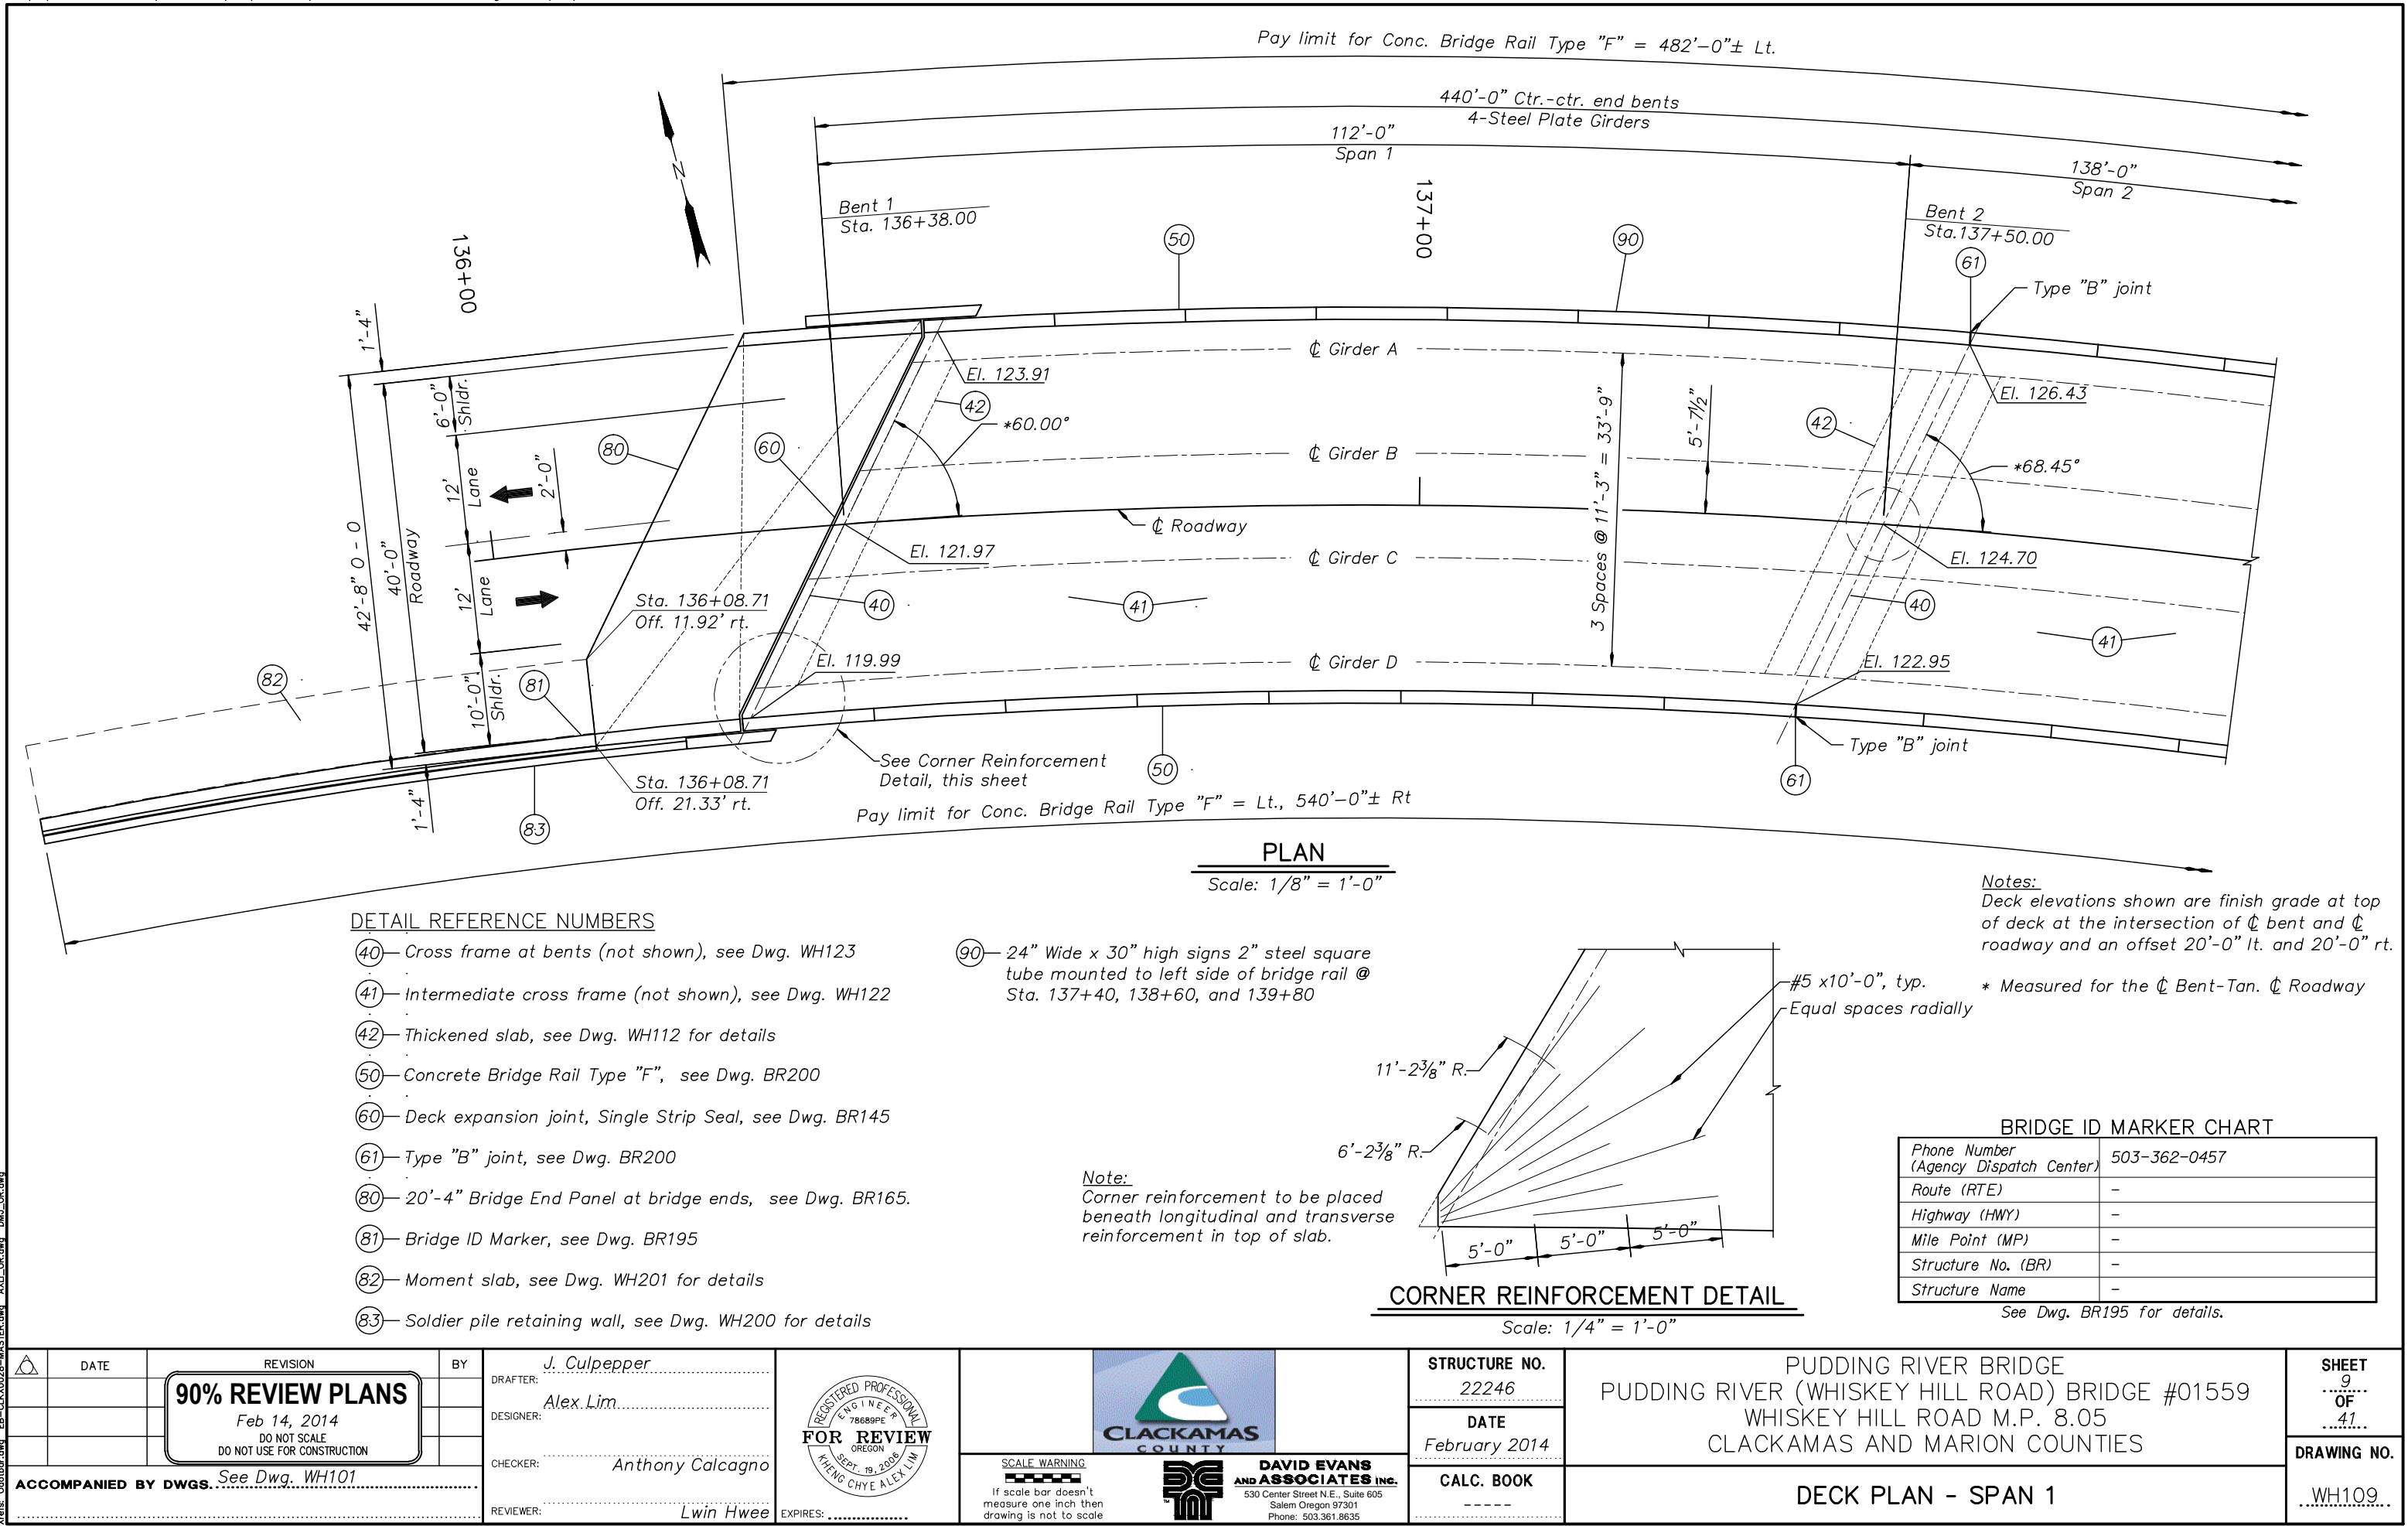 Pay limit for Conc. Bridge Rail Type "F" = 482'-0"± Lt.
440'-0" Ctr.-ctr. end bents
4-Steel Plate Girders
112'-0"
Span 1
138'-0"
Span 2
N
Bent 1
Sta. 136+38.00
137+00
Bent 2
Sta.137+50.00
136+00
50
90
61
Type "B" joint
1'-4"
℄ Girder A
El. 123.91
42
*60.00°
El. 126.43
6'-0"
Shldr.
80
60
5'-7½"
42
℄ Girder B
*68.45°
12'
Lane
2'-0"
3 Spaces @ 11'-3" = 33'-9"
42'-8" O - O
40'-0"
Roadway
℄ Roadway
El. 121.97
℄ Girder C
El. 124.70
12'
Lane
Sta. 136+08.71
Off. 11.92' rt.
40
41
40
41
82
81
10'-0"
Shldr.
El. 119.99
℄ Girder D
El. 122.95
See Corner Reinforcement
Detail, this sheet
50
Type "B" joint
61
Sta. 136+08.71
Off. 21.33' rt.
1'-4"
83
Pay limit for Conc. Bridge Rail Type "F" = Lt., 540'-0"± Rt
PLAN
Scale: 1/8" = 1'-0"
Notes:
Deck elevations shown are finish grade at top
of deck at the intersection of ℄ bent and ℄
roadway and an offset 20'-0" lt. and 20'-0" rt.
* Measured for the ℄ Bent-Tan. ℄ Roadway
DETAIL REFERENCE NUMBERS
40 Cross frame at bents (not shown), see Dwg. WH123
41 Intermediate cross frame (not shown), see Dwg. WH122
42 Thickened slab, see Dwg. WH112 for details
50 Concrete Bridge Rail Type "F", see Dwg. BR200
60 Deck expansion joint, Single Strip Seal, see Dwg. BR145
61 Type "B" joint, see Dwg. BR200
80 20'-4" Bridge End Panel at bridge ends, see Dwg. BR165.
81 Bridge ID Marker, see Dwg. BR195
82 Moment slab, see Dwg. WH201 for details
83 Soldier pile retaining wall, see Dwg. WH200 for details
90 24" Wide x 30" high signs 2" steel square
tube mounted to left side of bridge rail @
Sta. 137+40, 138+60, and 139+80
#5 x10'-0", typ.
Equal spaces radially
11'-2⅜" R.
6'-2⅜" R.
5'-0"
5'-0"
5'-0"
Note:
Corner reinforcement to be placed
beneath longitudinal and transverse
reinforcement in top of slab.
CORNER REINFORCEMENT DETAIL
Scale: 1/4" = 1'-0"
BRIDGE ID MARKER CHART
Phone Number
(Agency Dispatch Center) 503-362-0457
Route (RTE) -
Highway (HWY) -
Mile Point (MP) -
Structure No. (BR) -
Structure Name -
See Dwg. BR195 for details.
DATE REVISION BY
90% REVIEW PLANS
Feb 14, 2014
DO NOT SCALE
DO NOT USE FOR CONSTRUCTION
ACCOMPANIED BY DWGS. See Dwg. WH101
J. Culpepper
DRAFTER:
Alex Lim
DESIGNER:
CHECKER: Anthony Calcagno
REVIEWER: Lwin Hwee
REGISTERED PROFESSIONAL
ENGINEER
78689PE
FOR REVIEW
OREGON
SEPT. 19, 2006
KHENG CHYE ALEX LIM
EXPIRES:
CLACKAMAS
COUNTY
SCALE WARNING
If scale bar doesn't
measure one inch then
drawing is not to scale
DAVID EVANS
AND ASSOCIATES INC.
530 Center Street N.E., Suite 605
Salem Oregon 97301
Phone: 503.361.8635
STRUCTURE NO.
22246
DATE
February 2014
CALC. BOOK
-----
PUDDING RIVER BRIDGE
PUDDING RIVER (WHISKEY HILL ROAD) BRIDGE #01559
WHISKEY HILL ROAD M.P. 8.05
CLACKAMAS AND MARION COUNTIES
DECK PLAN - SPAN 1
SHEET
9
OF
41
DRAWING NO.
WH109